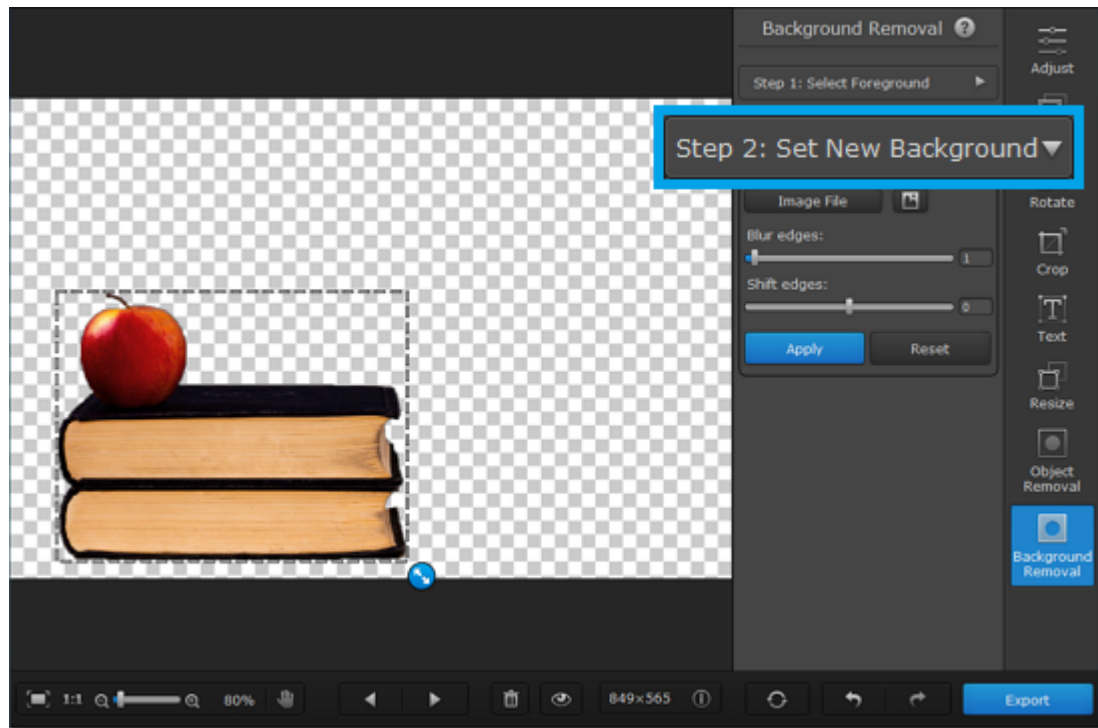 Background Removal ?
Step 1: Select Foreground
Step 2: Set New Background
Image File
Blur edges:
1
Shift edges:
0
Apply
Reset
Adjust
Rotate
Crop
T
Text
Resize
Object
Removal
Background
Removal
1:1
80%
849×565
Export